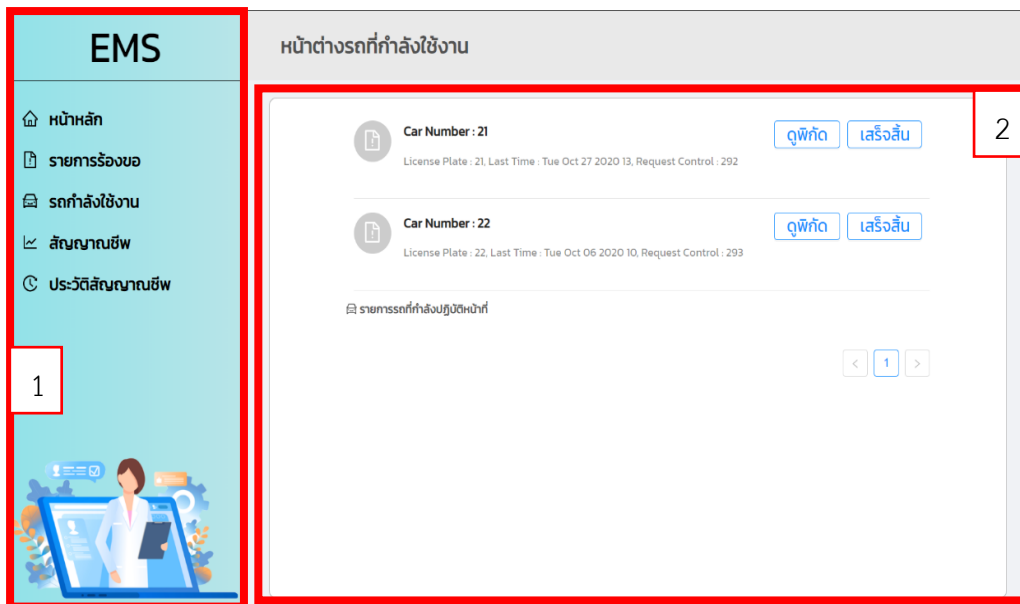 EMS
หน้าต่างรถที่กำลังใช้งาน
หน้าหลัก
รายการร้องขอ
รถกำลังใช้งาน
สัญญาณชีพ
ประวัติสัญญาณชีพ
1
2
Car Number : 21
License Plate : 21, Last Time : Tue Oct 27 2020 13, Request Control : 292
ดูพิกัด เสร็จสิ้น
Car Number : 22
License Plate : 22, Last Time : Tue Oct 06 2020 10, Request Control : 293
ดูพิกัด เสร็จสิ้น
รายการรถที่กำลังปฏิบัติหน้าที่
< 1 >